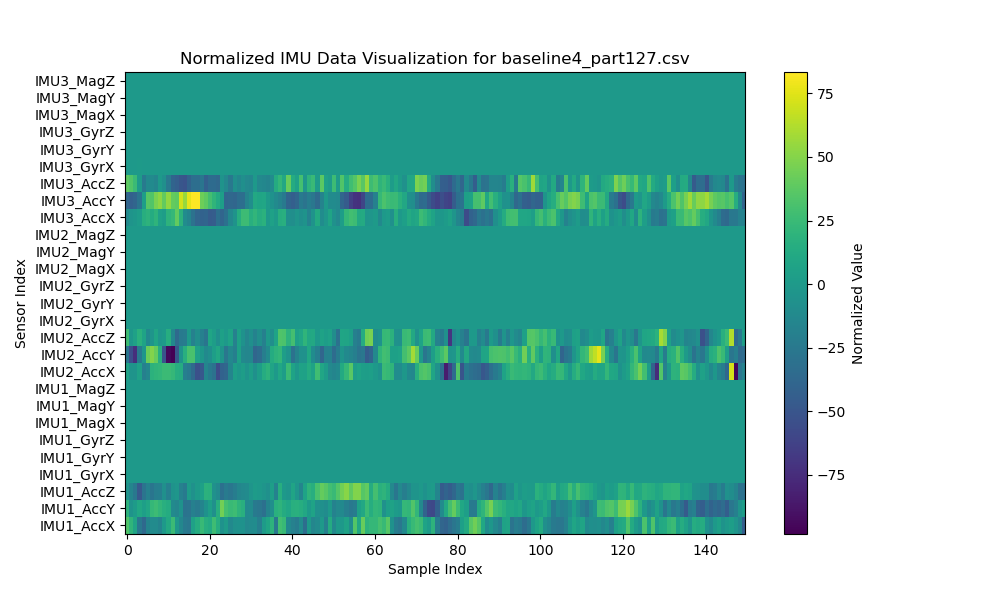 Normalized IMU Data Visualization for baseline4_part127.csv
IMU3_MagZ
IMU3_MagY
IMU3_MagX
IMU3_GyrZ
IMU3_GyrY
IMU3_GyrX
IMU3_AccZ
IMU3_AccY
IMU3_AccX
IMU2_MagZ
IMU2_MagY
IMU2_MagX
IMU2_GyrZ
IMU2_GyrY
IMU2_GyrX
IMU2_AccZ
IMU2_AccY
IMU2_AccX
IMU1_MagZ
IMU1_MagY
IMU1_MagX
IMU1_GyrZ
IMU1_GyrY
IMU1_GyrX
IMU1_AccZ
IMU1_AccY
IMU1_AccX
Sensor Index
0 20 40 60 80 100 120 140
Sample Index
75
50
25
0
−25
−50
−75
Normalized Value